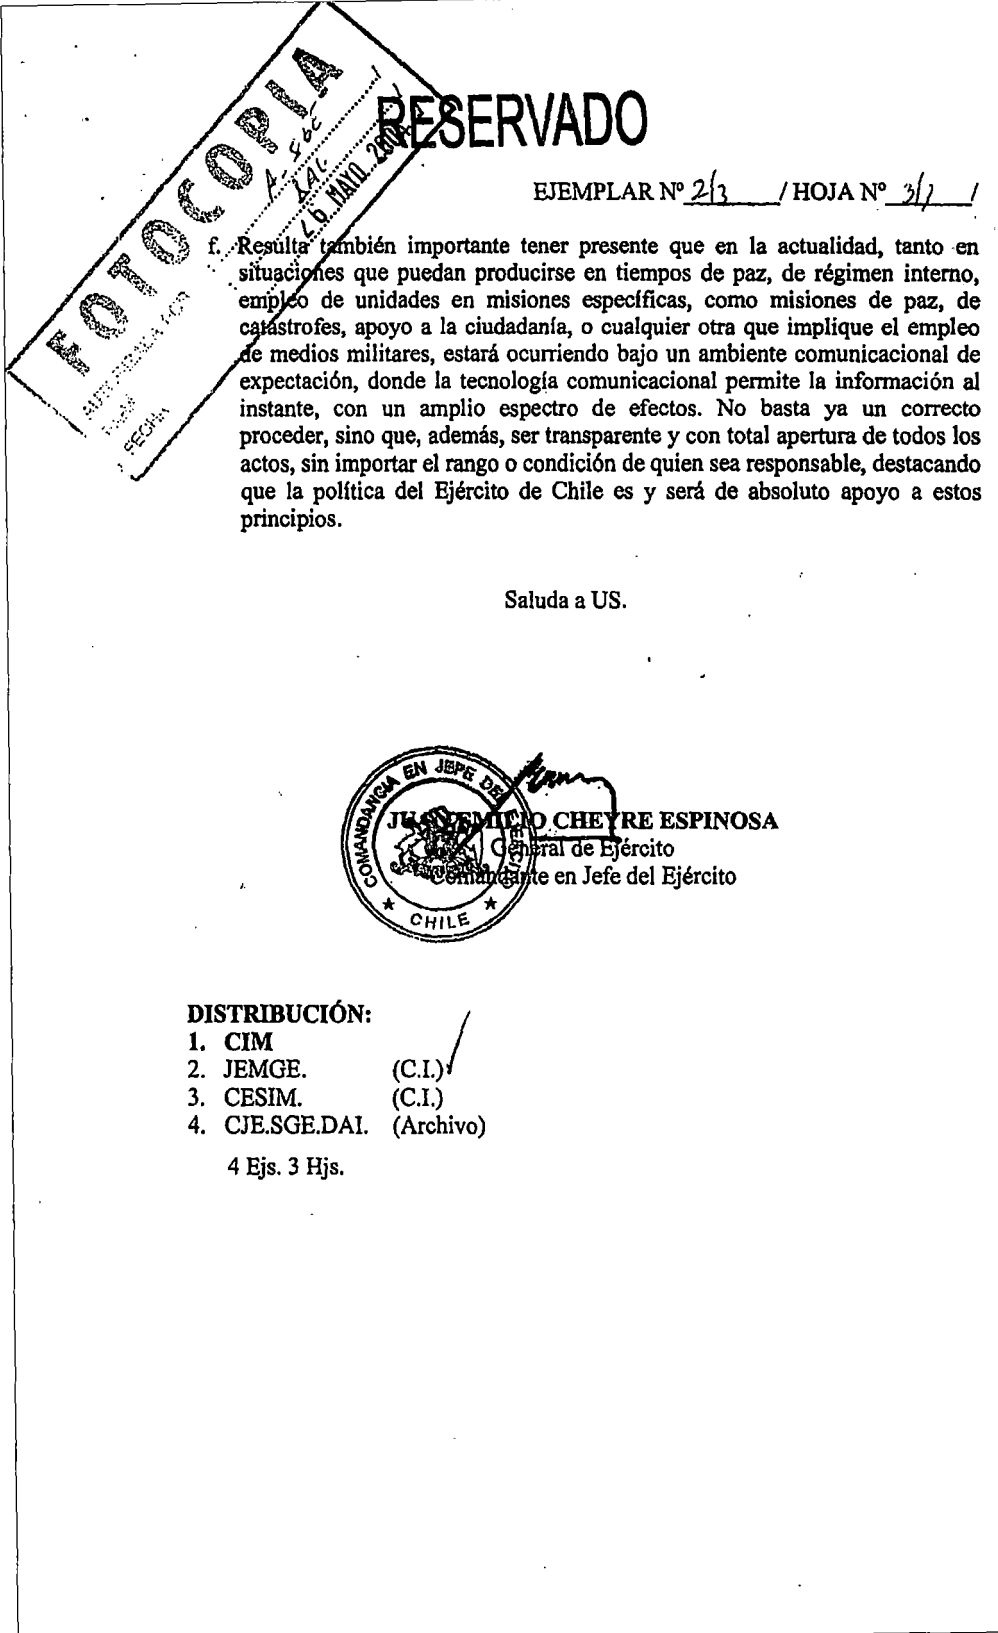 FOTOCOPIA
RESERVADO
26 MAYO 200
FECHA
EJEMPLAR Nº 2/3 / HOJA Nº 3/ /
f. Resulta también importante tener presente que en la actualidad, tanto en
situaciones que puedan producirse en tiempos de paz, de régimen interno,
empleo de unidades en misiones específicas, como misiones de paz, de
catástrofes, apoyo a la ciudadanía, o cualquier otra que implique el empleo
de medios militares, estará ocurriendo bajo un ambiente comunicacional de
expectación, donde la tecnología comunicacional permite la información al
instante, con un amplio espectro de efectos. No basta ya un correcto
proceder, sino que, además, ser transparente y con total apertura de todos los
actos, sin importar el rango o condición de quien sea responsable, destacando
que la política del Ejército de Chile es y será de absoluto apoyo a estos
principios.
Saluda a US.
COMANDANCIA EN JEFE DEL EJERCITO
★ CHILE ★
JUAN EMILIO CHEYRE ESPINOSA
General de Ejército
Comandante en Jefe del Ejército
DISTRIBUCIÓN:
1. CIM
2. JEMGE. (C.I.)
3. CESIM. (C.I.)
4. CJE.SGE.DAI. (Archivo)
4 Ejs. 3 Hjs.